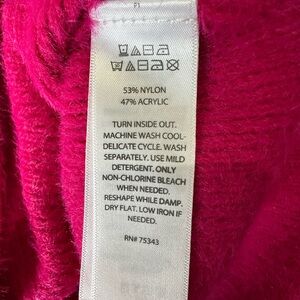 53% NYLON
47% ACRYLIC
TURN INSIDE OUT.
MACHINE WASH COOL-
DELICATE CYCLE. WASH
SEPARATELY. USE MILD
DETERGENT. ONLY
NON-CHLORINE BLEACH
WHEN NEEDED.
RESHAPE WHILE DAMP.
DRY FLAT. LOW IRON IF
NEEDED.
RN# 75343